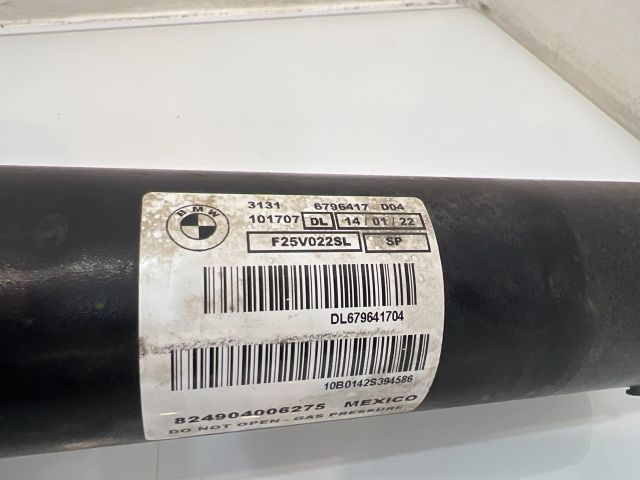 BMW
3131 6796417 D04
101707 DL 14 01 22
F25V022SL SP
DL679641704
10B0142S394586
824904006275 MEXICO
DO NOT OPEN - GAS PRESSURE